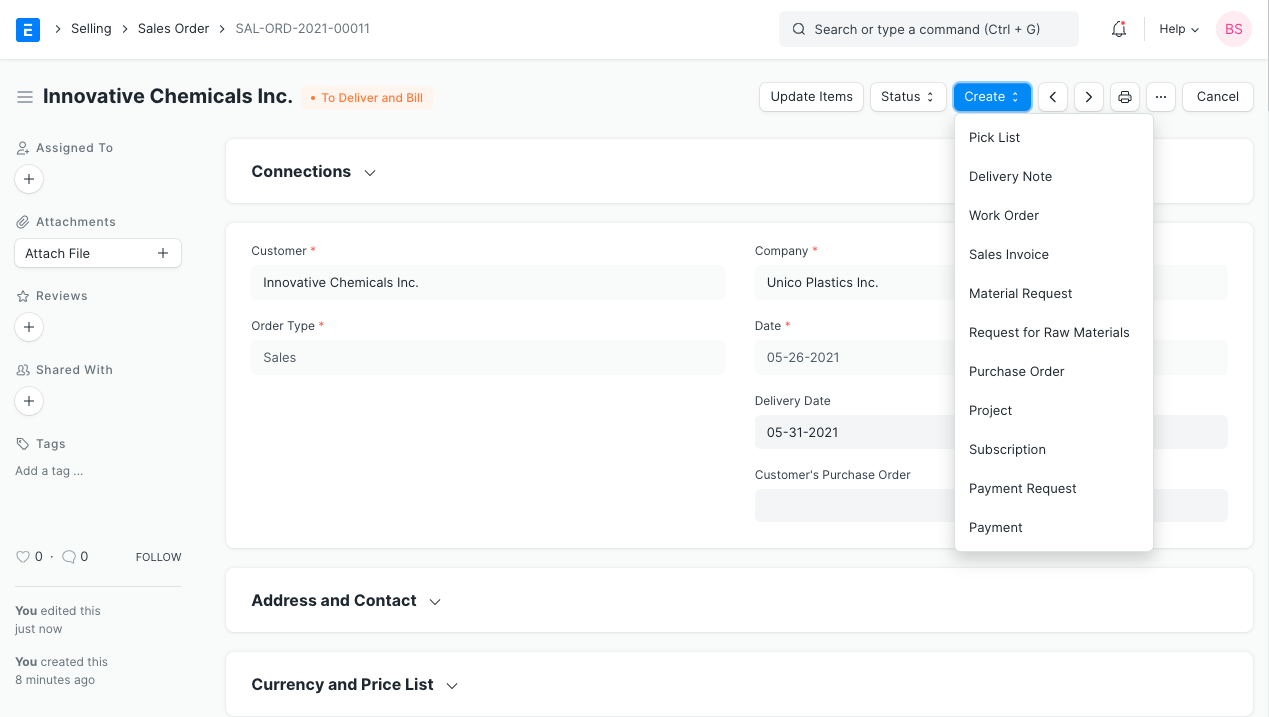 E
Selling
Sales Order
SAL-ORD-2021-00011
Search or type a command (Ctrl + G)
Help
BS
Innovative Chemicals Inc.
• To Deliver and Bill
Update Items
Status
Create
···
Cancel
Assigned To
Attachments
Attach File
Reviews
Shared With
Tags
Add a tag ...
0 · 0
FOLLOW
You edited this
just now
You created this
8 minutes ago
Connections
Customer *
Innovative Chemicals Inc.
Order Type *
Sales
Company *
Unico Plastics Inc.
Date *
05-26-2021
Delivery Date
05-31-2021
Customer's Purchase Order
Pick List
Delivery Note
Work Order
Sales Invoice
Material Request
Request for Raw Materials
Purchase Order
Project
Subscription
Payment Request
Payment
Address and Contact
Currency and Price List